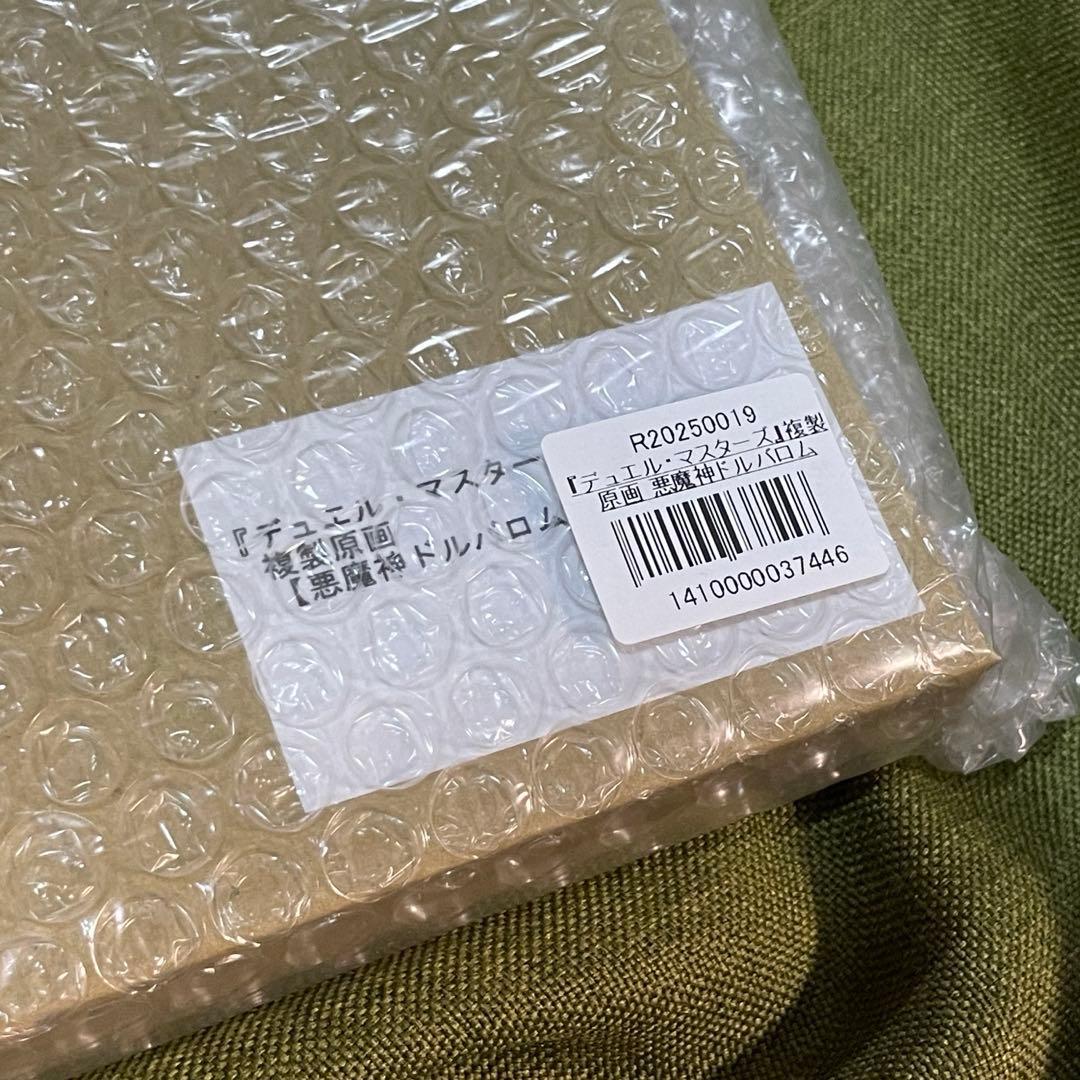 『デュエル・マスター
複製原画
【悪魔神ドルバロム
R20250019
『デュエル・マスターズ』複製
原画 悪魔神ドルバロム
1410000037446